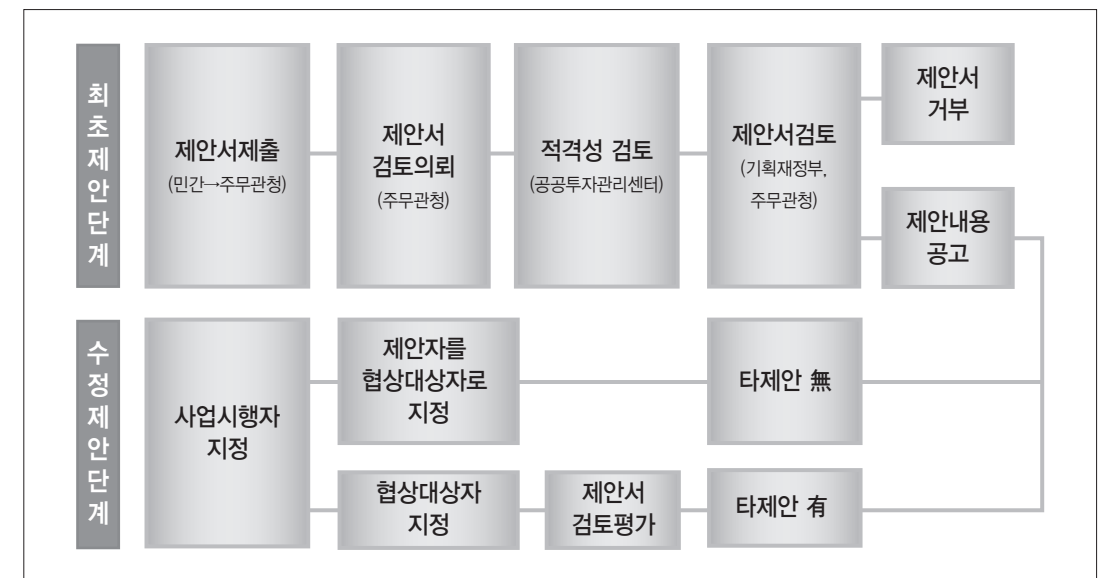 최초제안단계
제안서제출
(민간→주무관청)
제안서
검토의뢰
(주무관청)
적격성 검토
(공공투자관리센터)
제안서검토
(기획재정부,
주무관청)
제안서
거부
제안내용
공고
수정제안단계
사업시행자
지정
제안자를
협상대상자로
지정
타제안 無
협상대상자
지정
제안서
검토평가
타제안 有